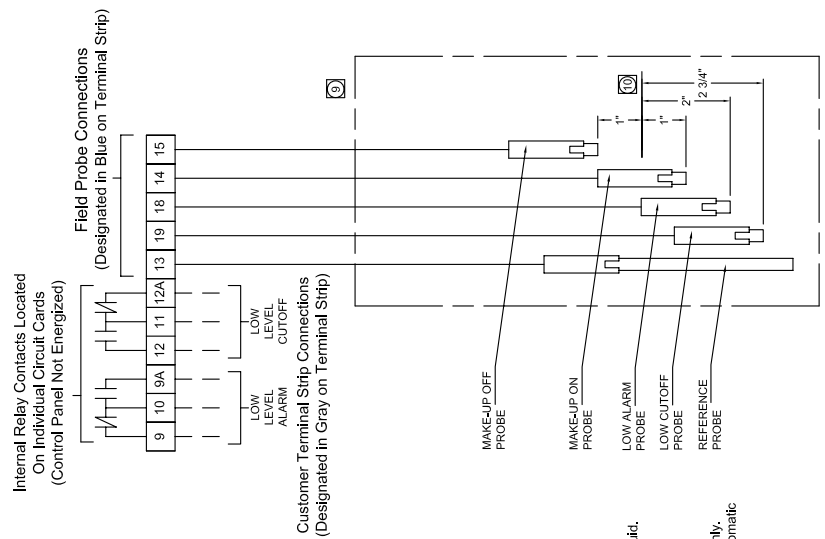 Internal Relay Contacts Located
On Individual Circuit Cards
(Control Panel Not Energized)
Field Probe Connections
(Designated in Blue on Terminal Strip)
9
10
9A
12
11
12A
13
19
18
14
15
LOW
LEVEL
ALARM
LOW
LEVEL
CUTOFF
Customer Terminal Strip Connections
(Designated in Gray on Terminal Strip)
9
10
1"
1"
2"
2 3/4"
MAKE-UP OFF
PROBE
MAKE-UP ON
PROBE
LOW ALARM
PROBE
LOW CUTOFF
PROBE
REFERENCE
PROBE